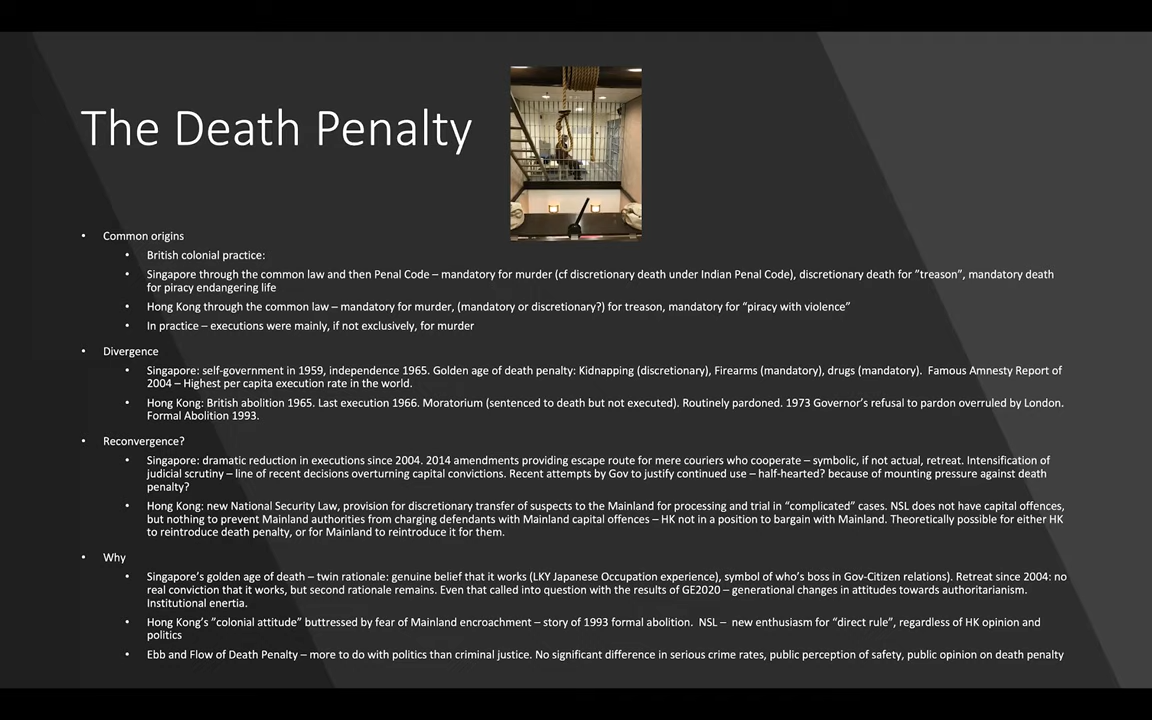 The Death Penalty
• Common origins
• British colonial practice:
• Singapore through the common law and then Penal Code – mandatory for murder (cf discretionary death under Indian Penal Code), discretionary death for ”treason”, mandatory death
for piracy endangering life
• Hong Kong through the common law – mandatory for murder, (mandatory or discretionary?) for treason, mandatory for “piracy with violence”
• In practice – executions were mainly, if not exclusively, for murder
• Divergence
• Singapore: self-government in 1959, independence 1965. Golden age of death penalty: Kidnapping (discretionary), Firearms (mandatory), drugs (mandatory). Famous Amnesty Report of
2004 – Highest per capita execution rate in the world.
• Hong Kong: British abolition 1965. Last execution 1966. Moratorium (sentenced to death but not executed). Routinely pardoned. 1973 Governor’s refusal to pardon overruled by London.
Formal Abolition 1993.
• Reconvergence?
• Singapore: dramatic reduction in executions since 2004. 2014 amendments providing escape route for mere couriers who cooperate – symbolic, if not actual, retreat. Intensification of
judicial scrutiny – line of recent decisions overturning capital convictions. Recent attempts by Gov to justify continued use – half-hearted? because of mounting pressure against death
penalty?
• Hong Kong: new National Security Law, provision for discretionary transfer of suspects to the Mainland for processing and trial in “complicated” cases. NSL does not have capital offences,
but nothing to prevent Mainland authorities from charging defendants with Mainland capital offences – HK not in a position to bargain with Mainland. Theoretically possible for either HK
to reintroduce death penalty, or for Mainland to reintroduce it for them.
• Why
• Singapore’s golden age of death – twin rationale: genuine belief that it works (LKY Japanese Occupation experience), symbol of who’s boss in Gov-Citizen relations). Retreat since 2004: no
real conviction that it works, but second rationale remains. Even that called into question with the results of GE2020 – generational changes in attitudes towards authoritarianism.
Institutional enertia.
• Hong Kong’s ”colonial attitude” buttressed by fear of Mainland encroachment – story of 1993 formal abolition. NSL – new enthusiasm for “direct rule”, regardless of HK opinion and
politics
• Ebb and Flow of Death Penalty – more to do with politics than criminal justice. No significant difference in serious crime rates, public perception of safety, public opinion on death penalty